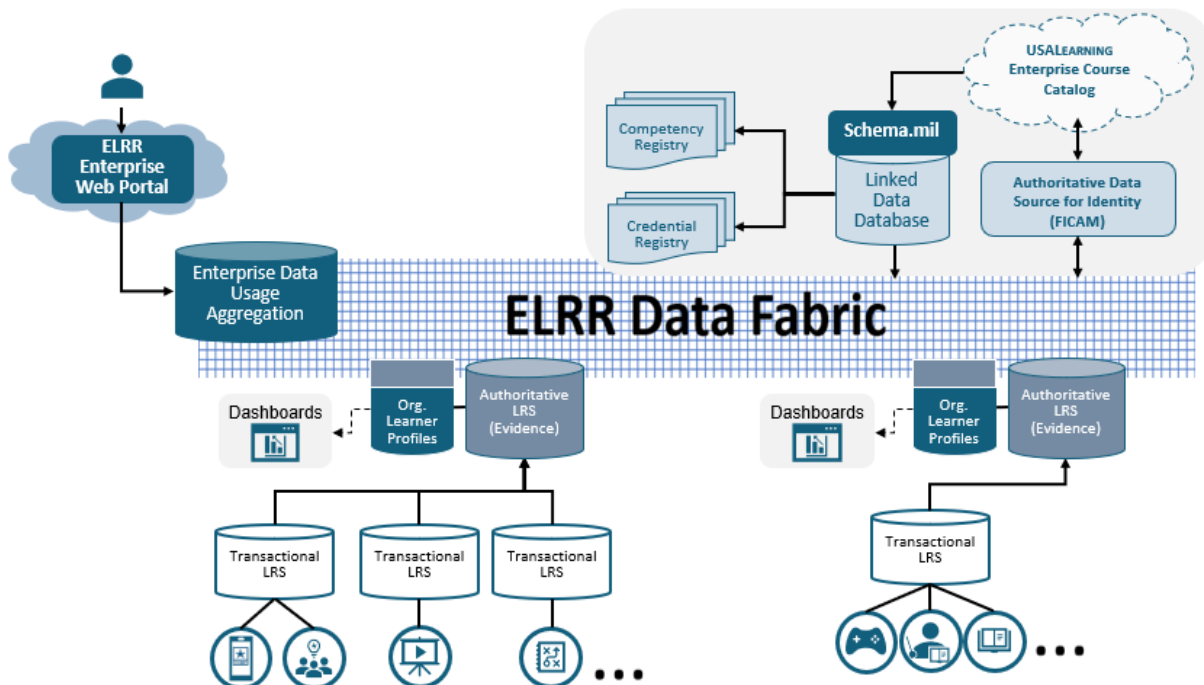 USALEARNING
Enterprise Course
Catalog
ELRR
Enterprise
Web Portal
Competency
Registry
Schema.mil
Linked
Data
Database
Authoritative Data
Source for Identity
(FICAM)
Credential
Registry
Enterprise Data
Usage
Aggregation
ELRR Data Fabric
Dashboards
Org.
Learner
Profiles
Authoritative
LRS
(Evidence)
Dashboards
Org.
Learner
Profiles
Authoritative
LRS
(Evidence)
Transactional
LRS
Transactional
LRS
Transactional
LRS
Transactional
LRS
...
...